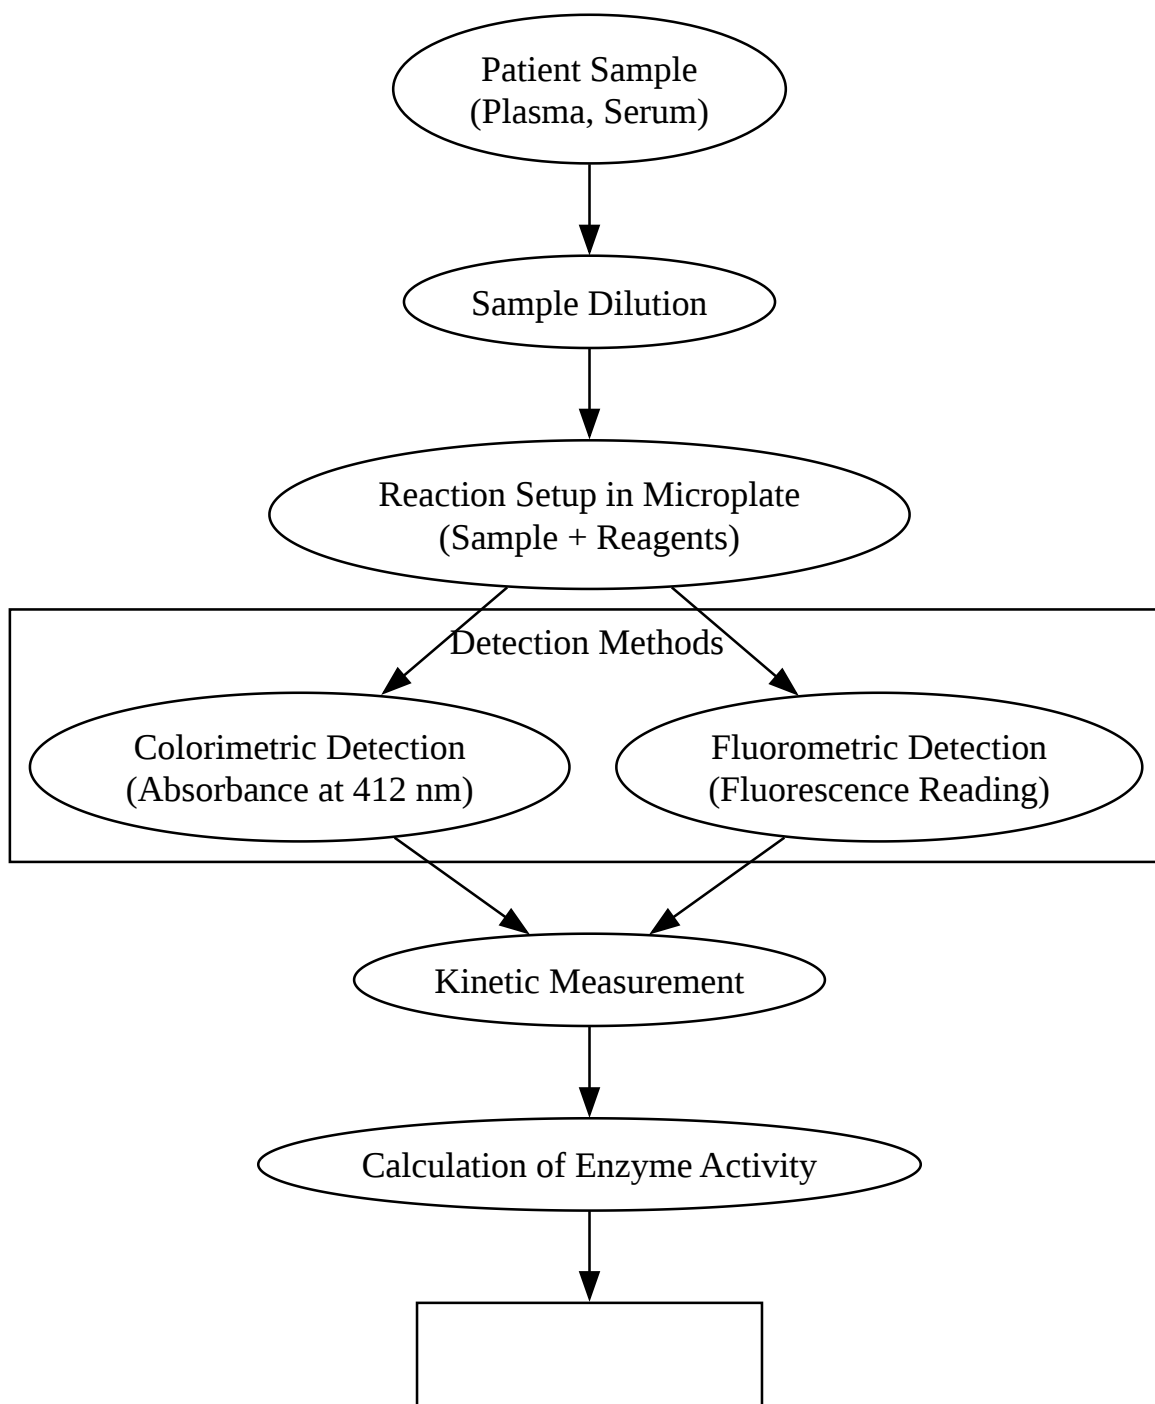 Patient Sample
(Plasma, Serum)
Sample Dilution
Reaction Setup in Microplate
(Sample + Reagents)
Detection Methods
Colorimetric Detection
(Absorbance at 412 nm)
Fluorometric Detection
(Fluorescence Reading)
Kinetic Measurement
Calculation of Enzyme Activity